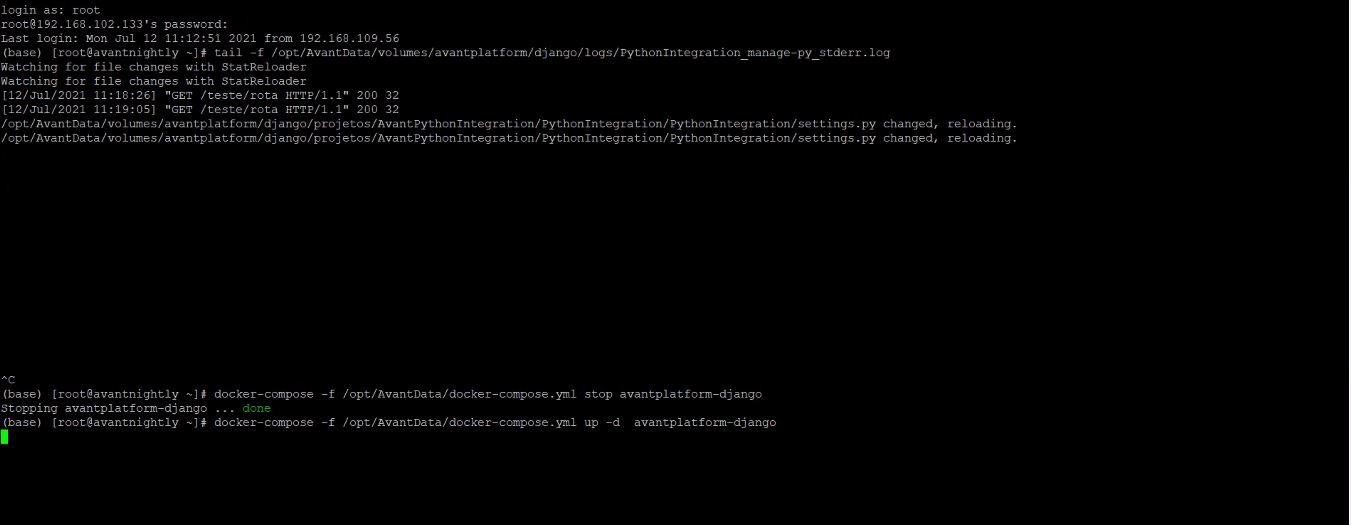 login as: root
root@192.168.102.133's password:
Last login: Mon Jul 12 11:12:51 2021 from 192.168.109.56
(base) [root@avantnightly ~]# tail -f /opt/AvantData/volumes/avantplatform/django/logs/PythonIntegration_manage-py_stderr.log
Watching for file changes with StatReloader
Watching for file changes with StatReloader
[12/Jul/2021 11:18:26] "GET /teste/rota HTTP/1.1" 200 32
[12/Jul/2021 11:19:05] "GET /teste/rota HTTP/1.1" 200 32
/opt/AvantData/volumes/avantplatform/django/projetos/AvantPythonIntegration/PythonIntegration/PythonIntegration/settings.py changed, reloading.
/opt/AvantData/volumes/avantplatform/django/projetos/AvantPythonIntegration/PythonIntegration/PythonIntegration/settings.py changed, reloading.
^C
(base) [root@avantnightly ~]# docker-compose -f /opt/AvantData/docker-compose.yml stop avantplatform-django
Stopping avantplatform-django ... done
(base) [root@avantnightly ~]# docker-compose -f /opt/AvantData/docker-compose.yml up -d  avantplatform-django